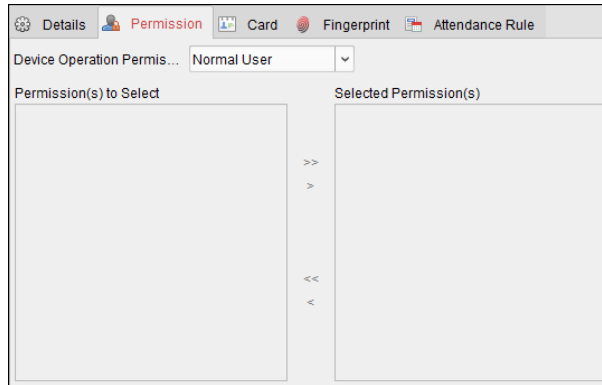 Details Permission Card Fingerprint Attendance Rule
Device Operation Permis... Normal User
Permission(s) to Select Selected Permission(s)
>>
>
<<
<